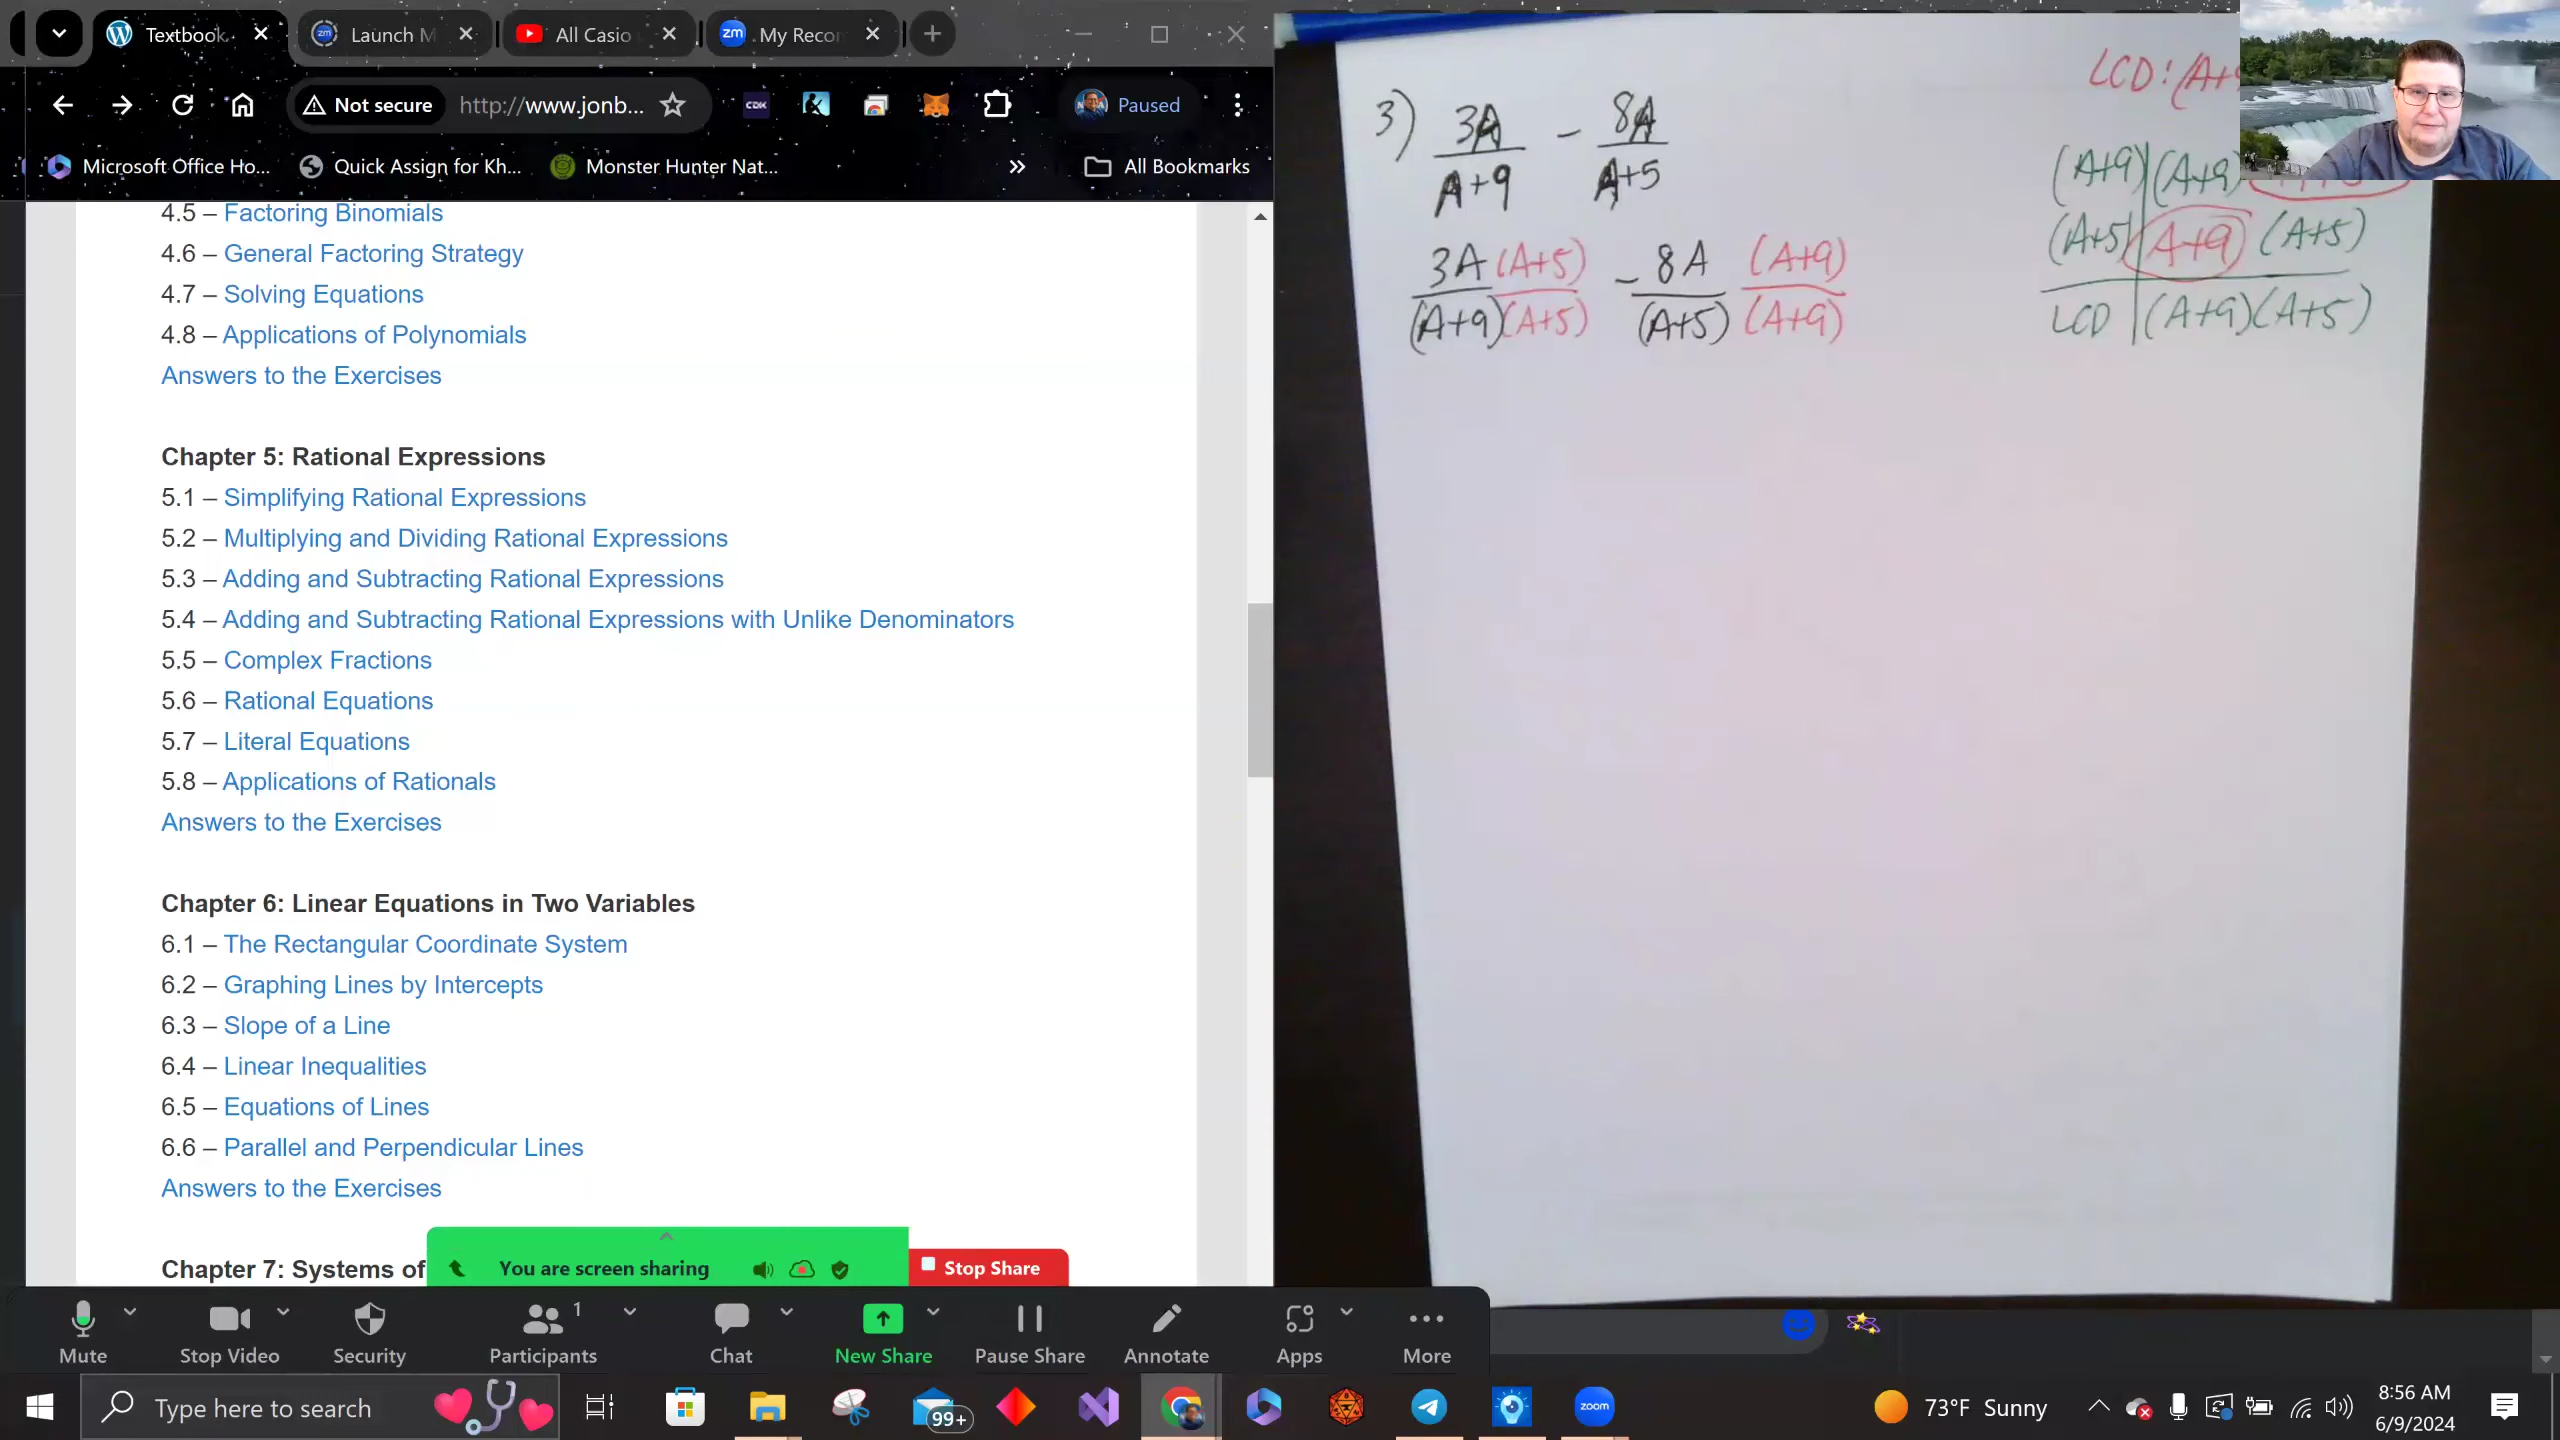 Textbook
Launch M
All Casio
My Recor
Not secure
http://www.jonb...
Paused
Microsoft Office Ho...
Quick Assign for Kh...
Monster Hunter Nat...
»
All Bookmarks
4.5 – Factoring Binomials
4.6 – General Factoring Strategy
4.7 – Solving Equations
4.8 – Applications of Polynomials
Answers to the Exercises
Chapter 5: Rational Expressions
5.1 – Simplifying Rational Expressions
5.2 – Multiplying and Dividing Rational Expressions
5.3 – Adding and Subtracting Rational Expressions
5.4 – Adding and Subtracting Rational Expressions with Unlike Denominators
5.5 – Complex Fractions
5.6 – Rational Equations
5.7 – Literal Equations
5.8 – Applications of Rationals
Answers to the Exercises
Chapter 6: Linear Equations in Two Variables
6.1 – The Rectangular Coordinate System
6.2 – Graphing Lines by Intercepts
6.3 – Slope of a Line
6.4 – Linear Inequalities
6.5 – Equations of Lines
6.6 – Parallel and Perpendicular Lines
Answers to the Exercises
Chapter 7: Systems of
You are screen sharing
Stop Share
LCD: (A+9
3) 3A/A+9 – 8A/A+5
3A(A+5)/(A+9)(A+5) – 8A(A+9)/(A+5)(A+9)
(A+9) (A+9)
(A+5) (A+9) (A+5)
LCD (A+9)(A+5)
Mute
Stop Video
Security
Participants 1
Chat
New Share
Pause Share
Annotate
Apps
More
Type here to search
99+
zoom
73°F Sunny
8:56 AM
6/9/2024